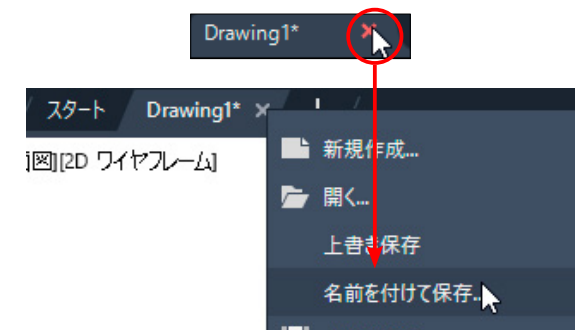 Drawing1*
スタート Drawing1*
図][2D ワイヤフレーム]
新規作成...
開く...
上書き保存
名前を付けて保存...